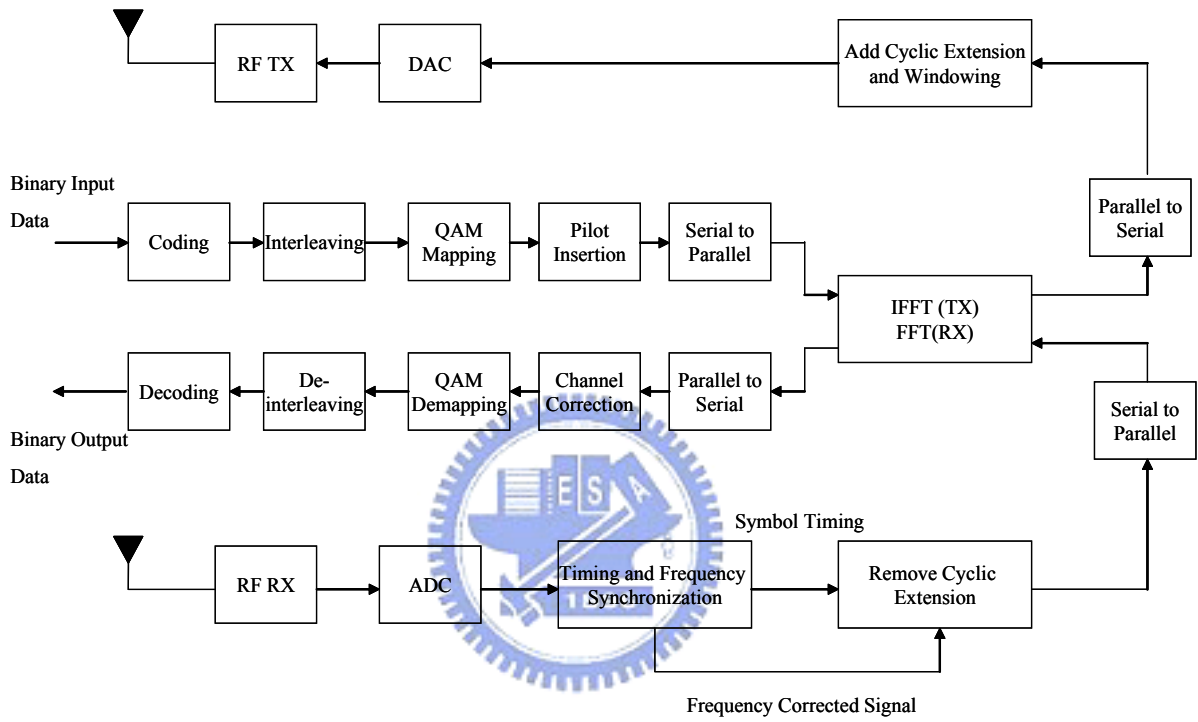 RF TX
DAC
Add Cyclic Extension
and Windowing
Binary Input
Data
Coding
Interleaving
QAM
Mapping
Pilot
Insertion
Serial to
Parallel
Parallel to
Serial
IFFT (TX)
FFT(RX)
Decoding
De-
interleaving
QAM
Demapping
Channel
Correction
Parallel to
Serial
Serial to
Parallel
Binary Output
Data
E S A
Symbol Timing
RF RX
ADC
Timing and Frequency
Synchronization
Remove Cyclic
Extension
Frequency Corrected Signal